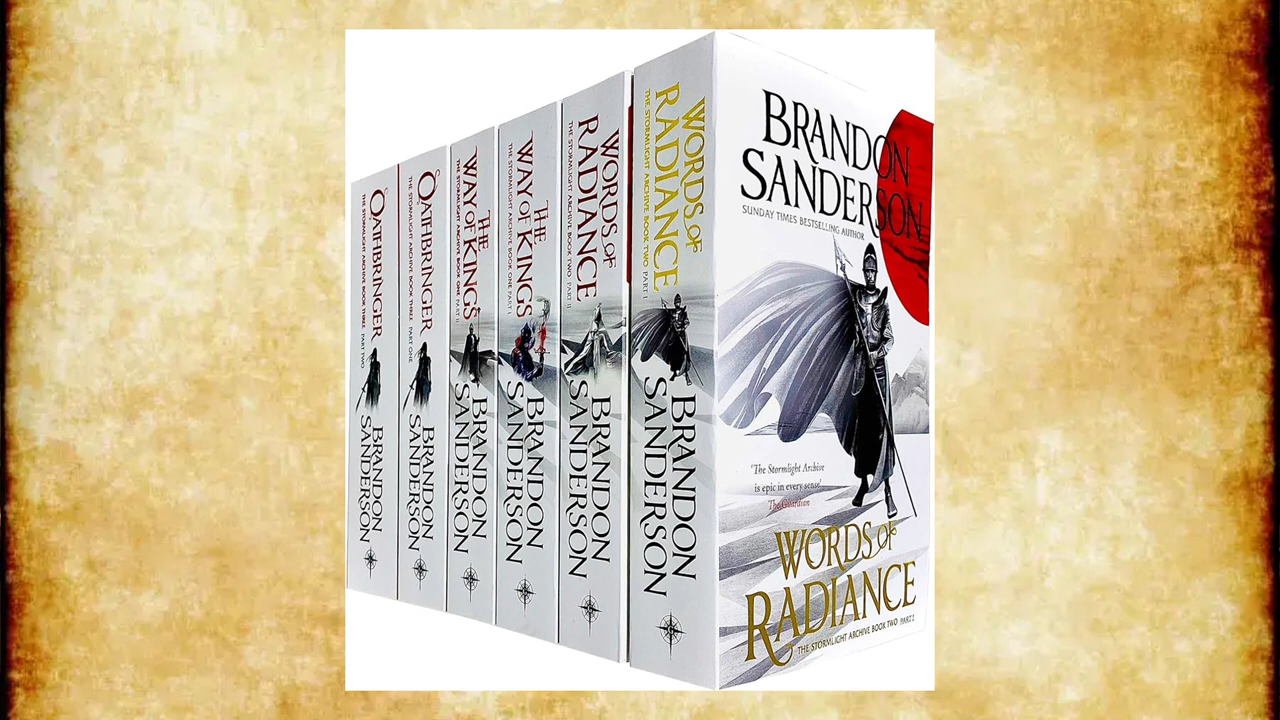 OATHBRINGER
THE STORMLIGHT ARCHIVE BOOK THREE PART TWO
BRANDON
SANDERSON
OATHBRINGER
THE STORMLIGHT ARCHIVE BOOK THREE PART ONE
BRANDON
SANDERSON
THE
WAY OF KINGS
THE STORMLIGHT ARCHIVE BOOK ONE PART II
BRANDON
SANDERSON
THE
WAY OF KINGS
THE STORMLIGHT ARCHIVE BOOK ONE PART I
BRANDON
SANDERSON
WORDS OF
RADIANCE
THE STORMLIGHT ARCHIVE BOOK TWO PART II
BRANDON
SANDERSON
WORDS OF
RADIANCE
THE STORMLIGHT ARCHIVE BOOK TWO PART I
BRANDON
SANDERSON
BRANDON
SANDERSON
SUNDAY TIMES BESTSELLING AUTHOR
'The Stormlight Archive
is epic in every sense'
The Guardian
WORDS OF
RADIANCE
THE STORMLIGHT ARCHIVE BOOK TWO PART I